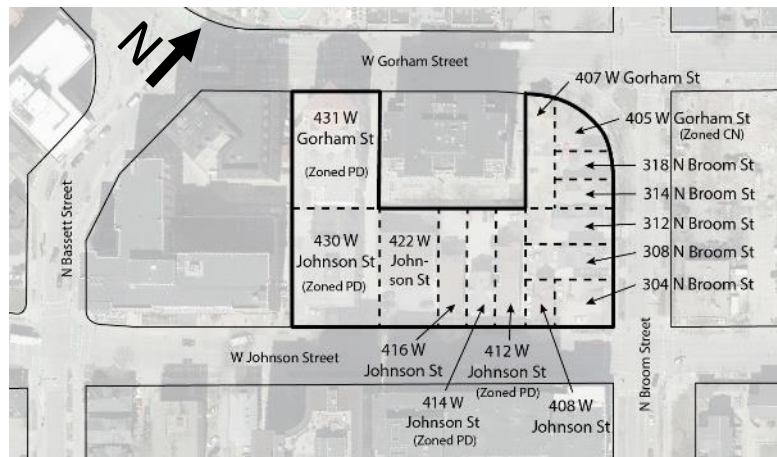 N
W Gorham Street
407 W Gorham St
431 W
Gorham St
(Zoned PD)
405 W Gorham St
(Zoned CN)
318 N Broom St
314 N Broom St
312 N Broom St
308 N Broom St
304 N Broom St
N Bassett Street
430 W
Johnson St
(Zoned PD)
422 W
John-
son St
W Johnson Street
416 W
Johnson St
414 W
Johnson St
(Zoned PD)
412 W
Johnson St
(Zoned PD)
408 W
Johnson St
N Broom Street